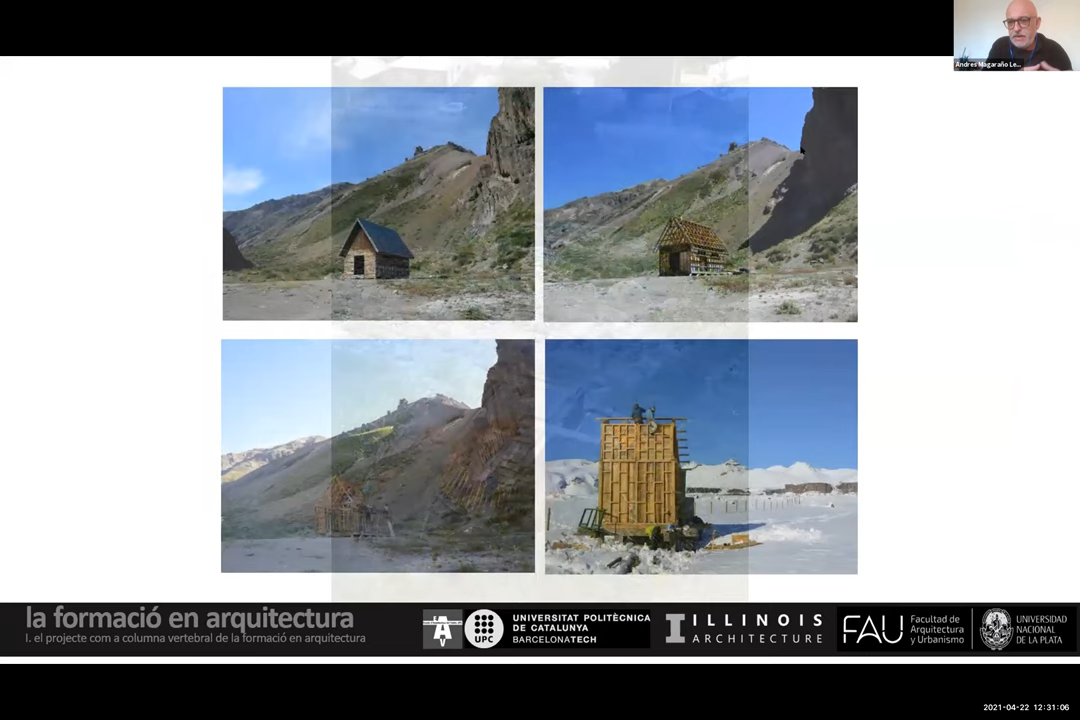 Andres Magaraño Le...
la formació en arquitectura
I. el projecte com a columna vertebral de la formació en arquitectura
UPC
UNIVERSITAT POLITÈCNICA
DE CATALUNYA
BARCELONATECH
ILLINOIS
ARCHITECTURE
FAU
Facultad de
Arquitectura
y Urbanismo
UNIVERSIDAD
NACIONAL
DE LA PLATA
2021-04-22 12:31:06